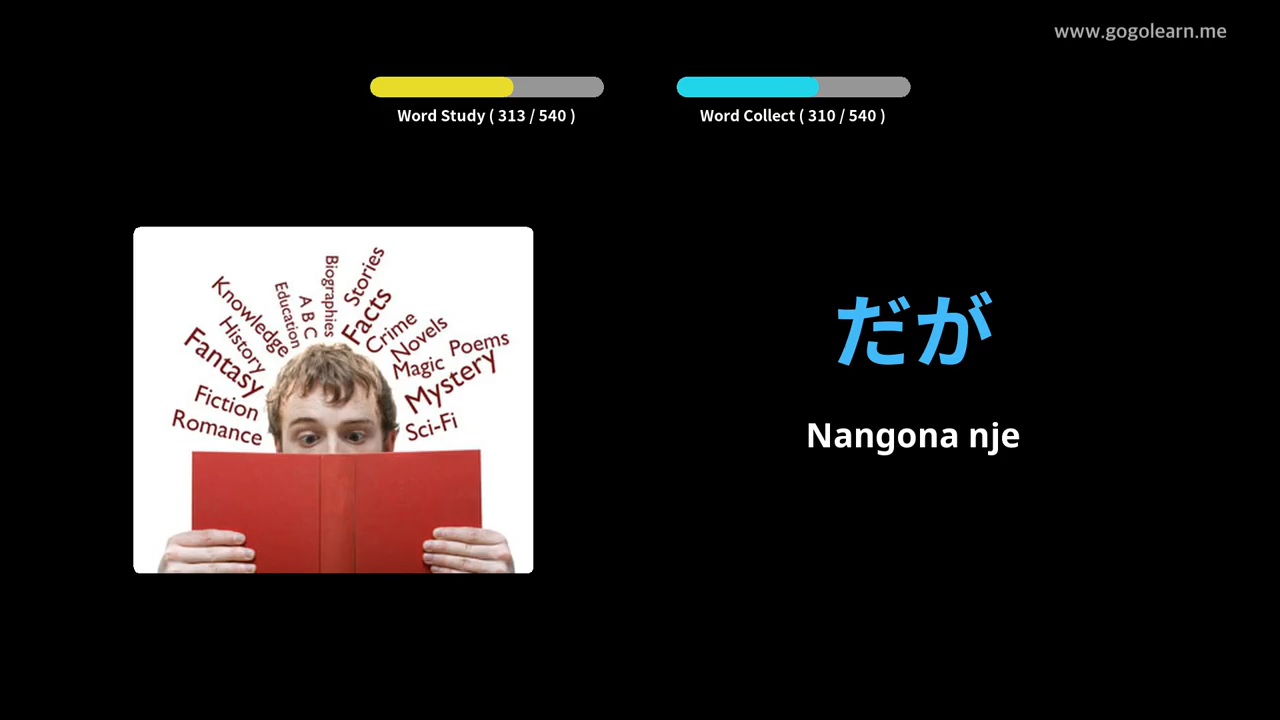 www.gogolearn.me
Word Study ( 313 / 540 )
Word Collect ( 310 / 540 )
Biographies
Stories
Education
A B C
Facts
Knowledge
Crime
History
Novels
Fantasy
Magic
Poems
Mystery
Fiction
Romance
Sci-Fi
だが
Nangona nje